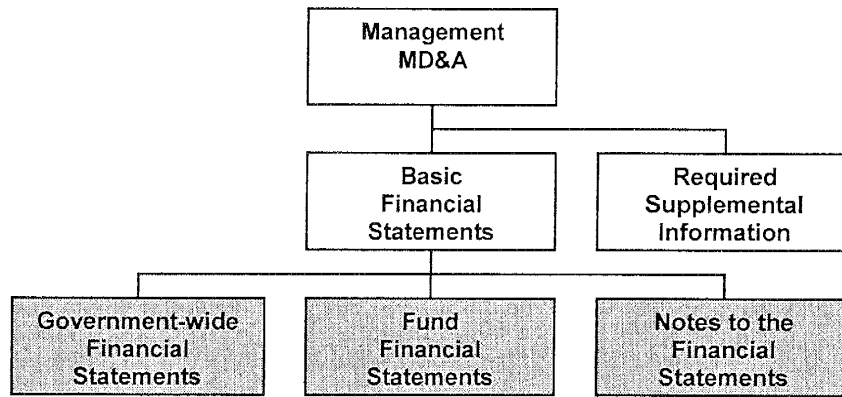 Management
MD&A
Basic
Financial
Statements
Required
Supplemental
Information
Government-wide
Financial
Statements
Fund
Financial
Statements
Notes to the
Financial
Statements